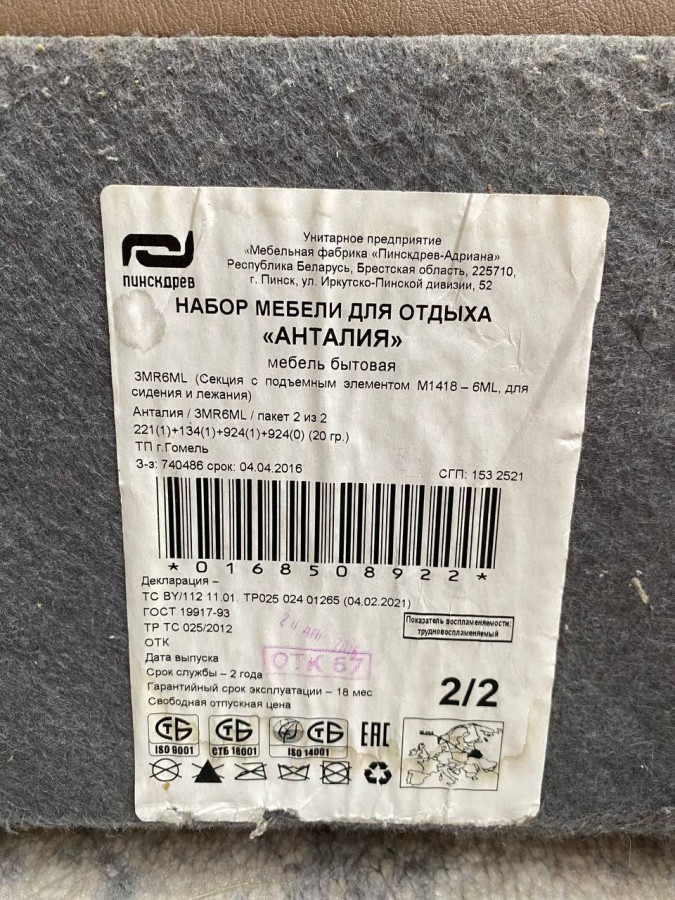 ПИНСКДРЕВ
Унитарное предприятие
«Мебельная фабрика «Пинскдрев-Адриана»
Республика Беларусь, Брестская область, 225710,
г. Пинск, ул. Иркутско-Пинской дивизии, 52
НАБОР МЕБЕЛИ ДЛЯ ОТДЫХА
«АНТАЛИЯ»
мебель бытовая
3MR6ML (Секция с подъемным элементом М1418 – 6ML, для
сидения и лежания)
Анталия / 3MR6ML / пакет 2 из 2
221(1)+134(1)+924(1)+924(0) (20 гр.)
ТП г.Гомель
З-з: 740486 срок: 04.04.2016
СГП: 153 2521
*0168508922*
Декларация –
ТС BY/112 11.01. ТР025 024 01265 (04.02.2021)
ГОСТ 19917-93
ТР ТС 025/2012
ОТК
Показатель воспламеняемости:
трудновоспламеняемый
ОТК 67
Дата выпуска
Срок службы – 2 года
Гарантийный срок эксплуатации – 18 мес.
Свободная отпускная цена
2/2
СТБ
ISO 9001
СТБ
СТБ 18001
СТБ
ISO 14001
EAC